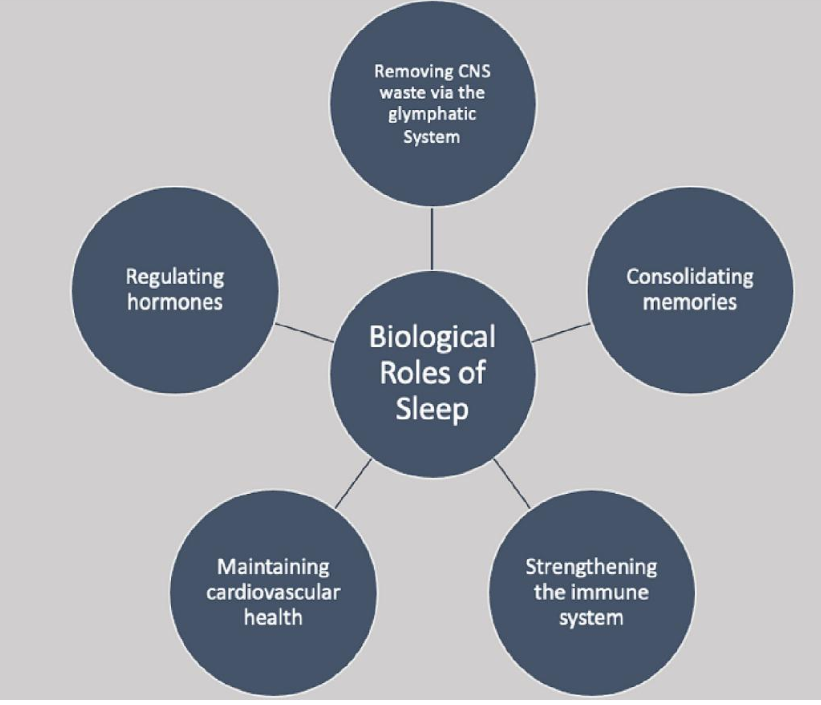 Removing CNS
waste via the
glymphatic
System
Regulating
hormones
Consolidating
memories
Biological
Roles of
Sleep
Maintaining
cardiovascular
health
Strengthening
the immune
system